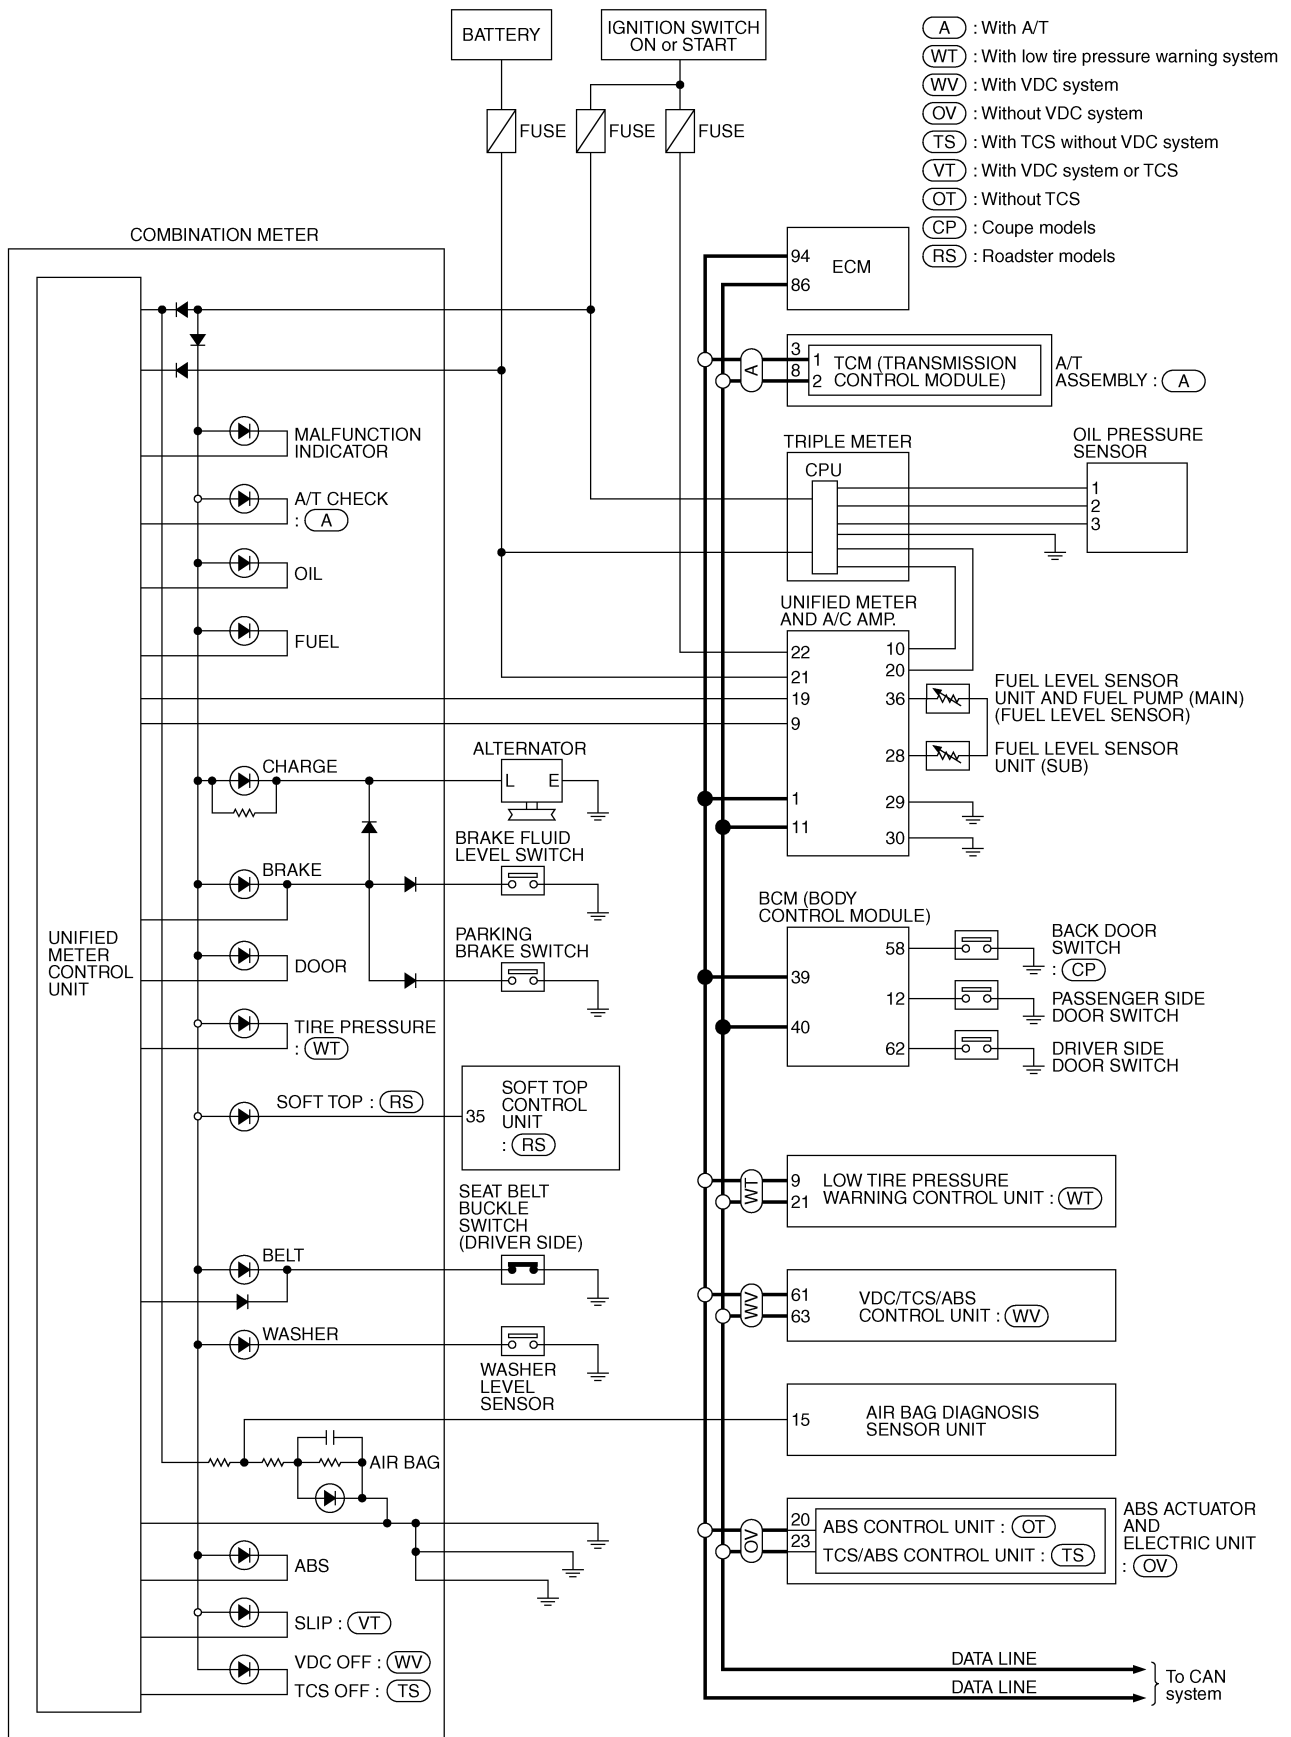 BATTERY
IGNITION SWITCH
ON or START
FUSE
FUSE
FUSE
A : With A/T
WT : With low tire pressure warning system
WV : With VDC system
OV : Without VDC system
TS : With TCS without VDC system
VT : With VDC system or TCS
OT : Without TCS
CP : Coupe models
RS : Roadster models
COMBINATION METER
UNIFIED
METER
CONTROL
UNIT
MALFUNCTION
INDICATOR
A/T CHECK
: A
OIL
FUEL
CHARGE
BRAKE
DOOR
TIRE PRESSURE
: WT
SOFT TOP : RS
BELT
WASHER
AIR BAG
ABS
SLIP : VT
VDC OFF : WV
TCS OFF : TS
ALTERNATOR
L E
BRAKE FLUID
LEVEL SWITCH
PARKING
BRAKE SWITCH
35
SOFT TOP
CONTROL
UNIT
: RS
SEAT BELT
BUCKLE
SWITCH
(DRIVER SIDE)
WASHER
LEVEL
SENSOR
94
86
ECM
A
3
8
1
2
TCM (TRANSMISSION
CONTROL MODULE)
A/T
ASSEMBLY : A
TRIPLE METER
CPU
OIL PRESSURE
SENSOR
1
2
3
UNIFIED METER
AND A/C AMP.
22
21
19
9
1
11
10
20
36
28
29
30
FUEL LEVEL SENSOR
UNIT AND FUEL PUMP (MAIN)
(FUEL LEVEL SENSOR)
FUEL LEVEL SENSOR
UNIT (SUB)
BCM (BODY
CONTROL MODULE)
39
40
58
12
62
BACK DOOR
SWITCH
: CP
PASSENGER SIDE
DOOR SWITCH
DRIVER SIDE
DOOR SWITCH
WT
9
21
LOW TIRE PRESSURE
WARNING CONTROL UNIT : WT
WV
61
63
VDC/TCS/ABS
CONTROL UNIT : WV
15
AIR BAG DIAGNOSIS
SENSOR UNIT
OV
20
23
ABS CONTROL UNIT : OT
TCS/ABS CONTROL UNIT : TS
ABS ACTUATOR
AND
ELECTRIC UNIT
: OV
DATA LINE
DATA LINE
To CAN
system